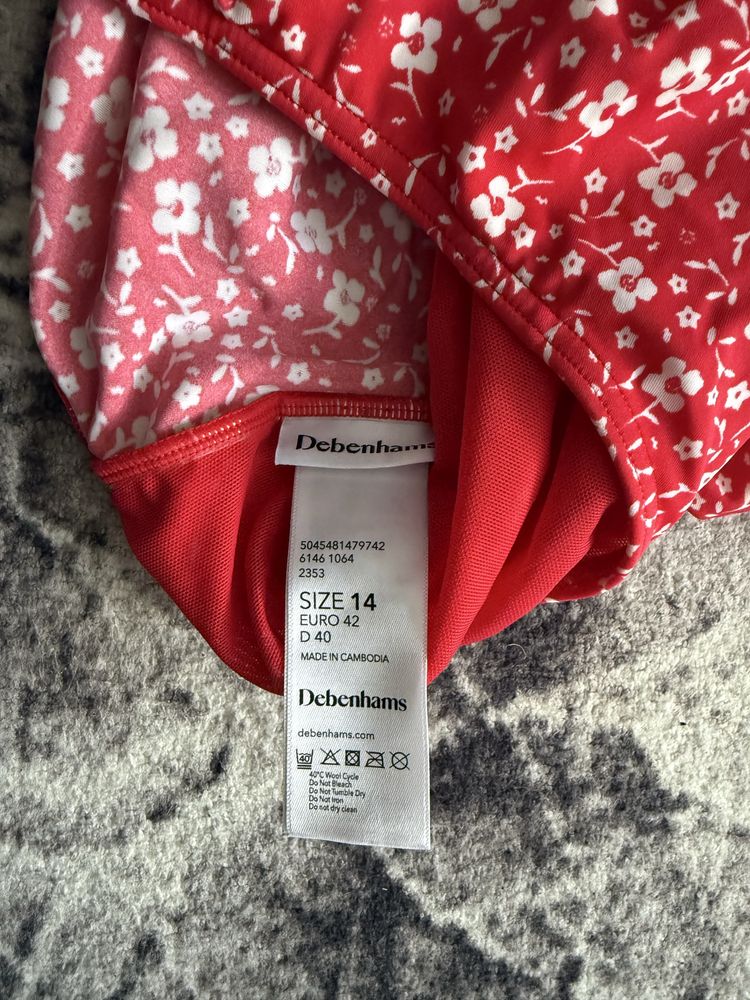 Debenhams
5045481479742
6146 1064
2353
SIZE 14
EURO 42
D 40
MADE IN CAMBODIA
Debenhams
debenhams.com
40°
40°C Wool Cycle
Do Not Bleach
Do Not Tumble Dry
Do Not Iron
Do not dry clean